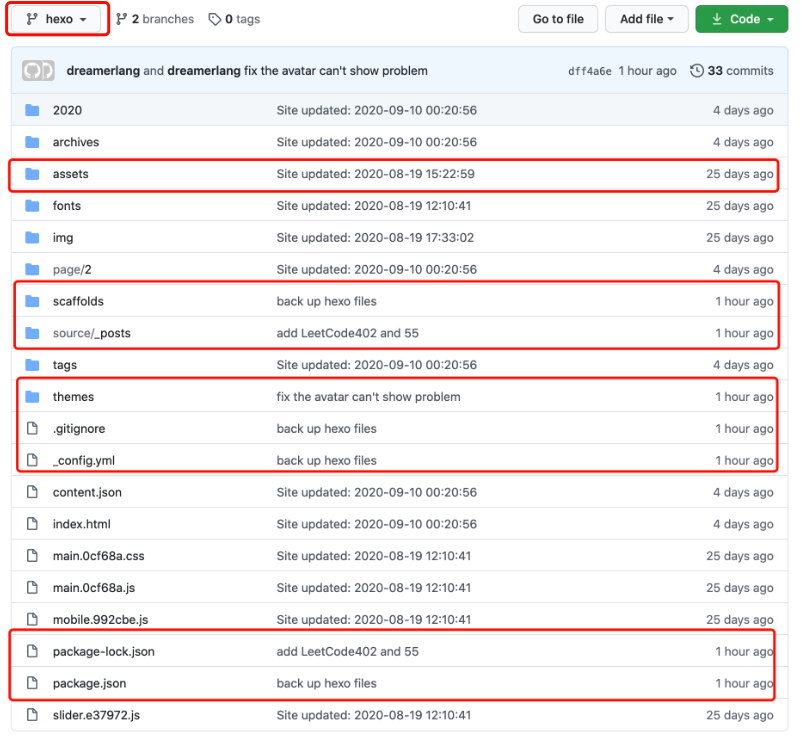 hexo 2 branches 0 tags Go to file Add file Code
dreamerlang and dreamerlang fix the avatar can't show problem dff4a6e 1 hour ago 33 commits
2020 Site updated: 2020-09-10 00:20:56 4 days ago
archives Site updated: 2020-09-10 00:20:56 4 days ago
assets Site updated: 2020-08-19 15:22:59 25 days ago
fonts Site updated: 2020-08-19 12:10:41 25 days ago
img Site updated: 2020-08-19 17:33:02 25 days ago
page/2 Site updated: 2020-09-10 00:20:56 4 days ago
scaffolds back up hexo files 1 hour ago
source/_posts add LeetCode402 and 55 1 hour ago
tags Site updated: 2020-09-10 00:20:56 4 days ago
themes fix the avatar can't show problem 1 hour ago
.gitignore back up hexo files 1 hour ago
_config.yml back up hexo files 1 hour ago
content.json Site updated: 2020-09-10 00:20:56 4 days ago
index.html Site updated: 2020-09-10 00:20:56 4 days ago
main.0cf68a.css Site updated: 2020-08-19 12:10:41 25 days ago
main.0cf68a.js Site updated: 2020-08-19 12:10:41 25 days ago
mobile.992cbe.js Site updated: 2020-08-19 12:10:41 25 days ago
package-lock.json add LeetCode402 and 55 1 hour ago
package.json back up hexo files 1 hour ago
slider.e37972.js Site updated: 2020-08-19 12:10:41 25 days ago